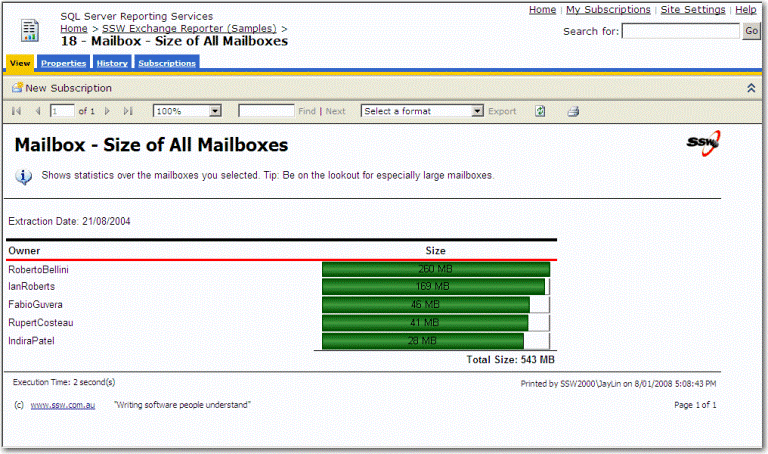 SQL Server Reporting Services
Home | My Subscriptions | Site Settings | Help
Home > SSW Exchange Reporter (Samples) >
18 - Mailbox - Size of All Mailboxes
Search for: Go
View Properties History Subscriptions
New Subscription
1 of 1 100% Find | Next Select a format Export
Mailbox - Size of All Mailboxes
SSW
Shows statistics over the mailboxes you selected. Tip: Be on the lookout for especially large mailboxes.
Extraction Date: 21/08/2004
Owner Size
RobertoBellini 260 MB
IanRoberts 169 MB
FabioGuvera 46 MB
RupertCosteau 41 MB
IndiraPatel 28 MB
Total Size: 543 MB
Execution Time: 2 second(s)
Printed by SSW2000\JayLin on 8/01/2008 5:08:43 PM
(c) www.ssw.com.au "Writing software people understand"
Page 1 of 1